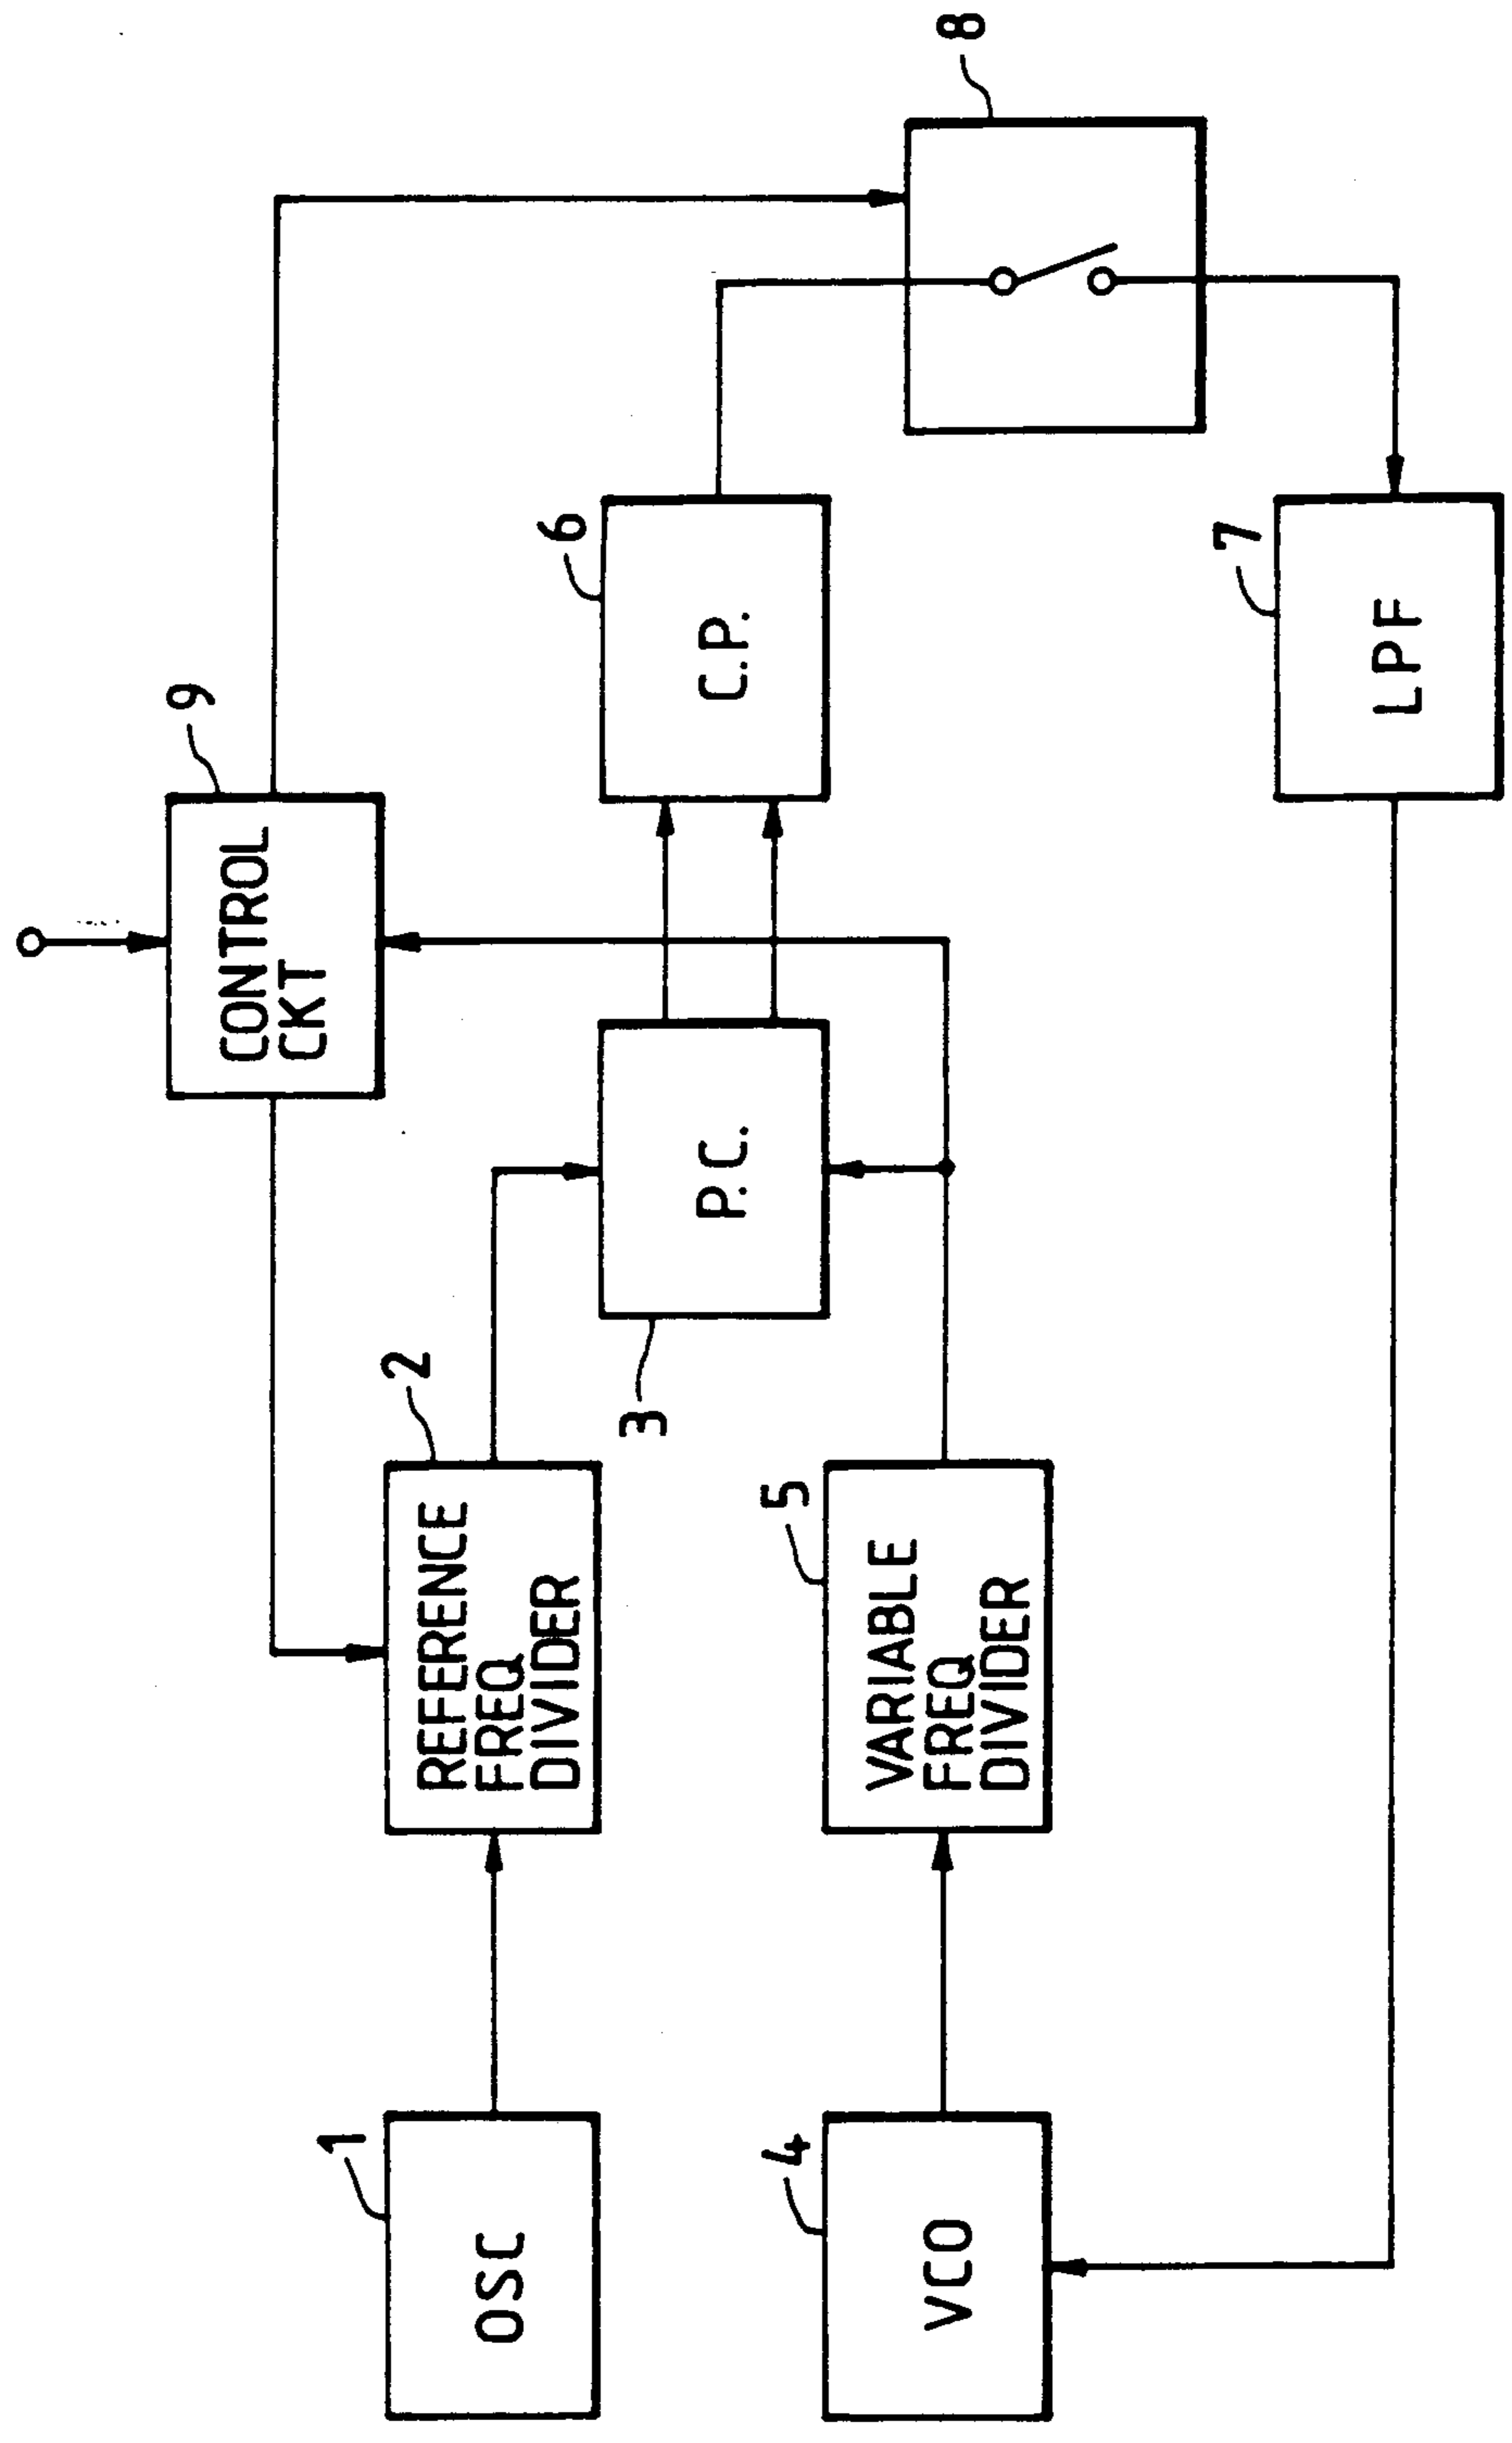 9
CONTROL
CKT
8
2
REFERENCE
FREQ
DIVIDER
1
OSC
3
P.C.
6
C.P.
5
VARIABLE
FREQ
DIVIDER
4
VCO
7
LPF